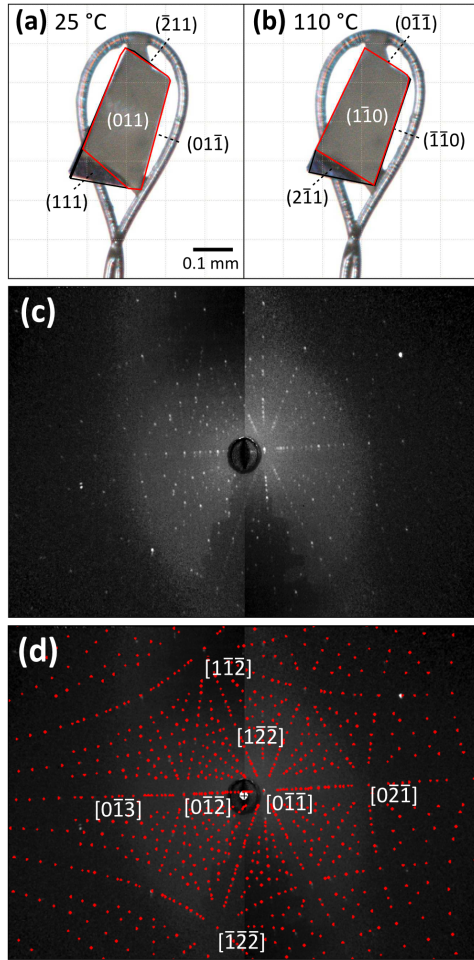 (a) 25 °C
(2̅11)
(011)
(011̅)
(111)
0.1 mm
(b) 110 °C
(01̅1̅)
(11̅0)
(1̅1̅0)
(21̅1)
(c)
(d)
[11̅2̅]
[12̅2̅]
[01̅3̅] [01̅2̅] [01̅1̅] [02̅1̅]
[1̅2̅2̅]